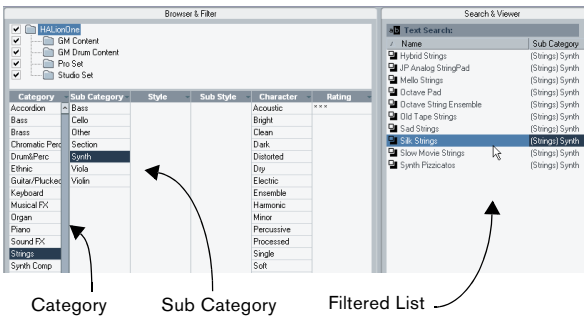 Browser & Filter
HALionOne
GM Content
GM Drum Content
Pro Set
Studio Set
Category Sub Category Style Sub Style Character Rating
Accordion Bass Acoustic ***
Bass Cello Bright
Brass Other Clean
Chromatic Perc Section Dark
Drum&Perc Synth Distorted
Ethnic Viola Dry
Guitar/Plucked Violin Electric
Keyboard Ensemble
Musical FX Harmonic
Organ Minor
Piano Percussive
Sound FX Processed
Strings Single
Synth Comp Soft
Search & Viewer
Text Search:
/ Name Sub Category
Hybrid Strings (Strings) Synth
JP Analog StringPad (Strings) Synth
Mello Strings (Strings) Synth
Octave Pad (Strings) Synth
Octave String Ensemble (Strings) Synth
Old Tape Strings (Strings) Synth
Sad Strings (Strings) Synth
Silk Strings (Strings) Synth
Slow Movie Strings (Strings) Synth
Synth Pizzicatos (Strings) Synth
Category Sub Category Filtered List